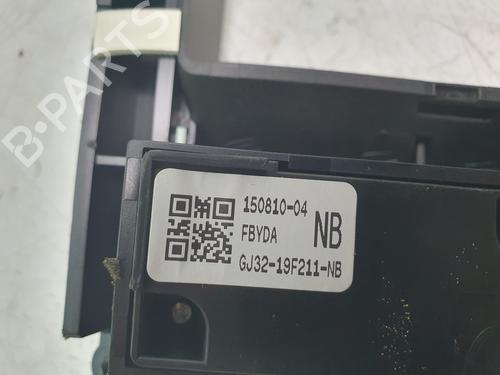 B-PARTS
150810-04
FBYDA
NB
GJ32-19F211-NB